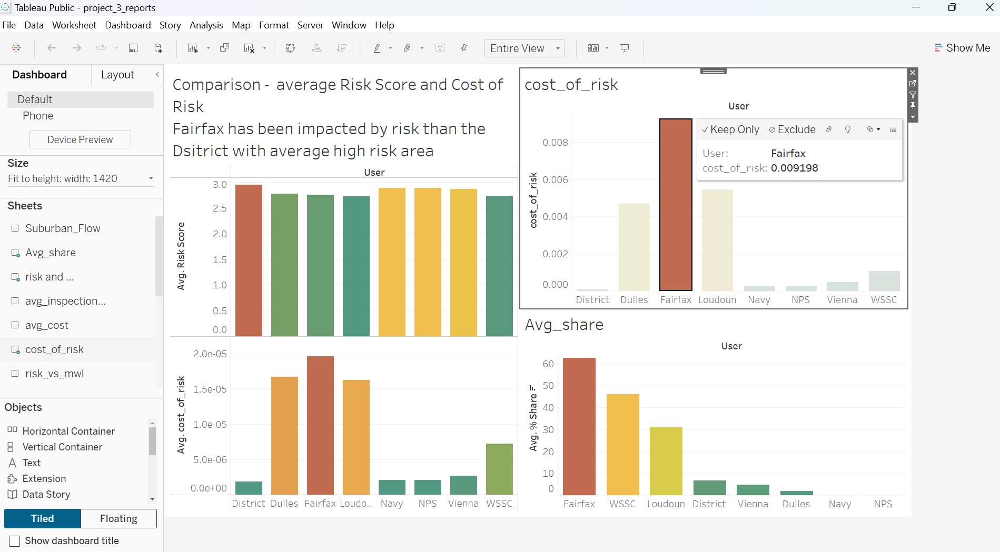 Tableau Public - project_3_reports
File Data Worksheet Dashboard Story Analysis Map Format Server Window Help
Entire View
Show Me
Dashboard
Layout
Default
Phone
Device Preview
Size
Fit to height: width: 1420
Sheets
Suburban_Flow
Avg_share
risk and ...
avg_inspection...
avg_cost
cost_of_risk
risk_vs_mwl
Objects
Horizontal Container
Vertical Container
Text
Extension
Data Story
Tiled
Floating
Show dashboard title
Comparison - average Risk Score and Cost of
Risk
Fairfax has been impacted by risk than the
Dsitrict with average high risk area
User
Avg. Risk Score
3.0
2.5
2.0
1.5
1.0
0.5
0.0
Avg. cost_of_risk
2.0e-05
1.5e-05
1.0e-05
5.0e-06
0.0e+00
District Dulles Fairfax Loudo.. Navy NPS Vienna WSSC
cost_of_risk
User
Keep Only Exclude
User: Fairfax
cost_of_risk: 0.009198
cost_of_risk
0.008
0.006
0.004
0.002
0.000
District Dulles Fairfax Loudoun Navy NPS Vienna WSSC
Avg_share
User
Avg. % Share
60
50
40
30
20
10
0
Fairfax WSSC Loudoun District Vienna Dulles Navy NPS